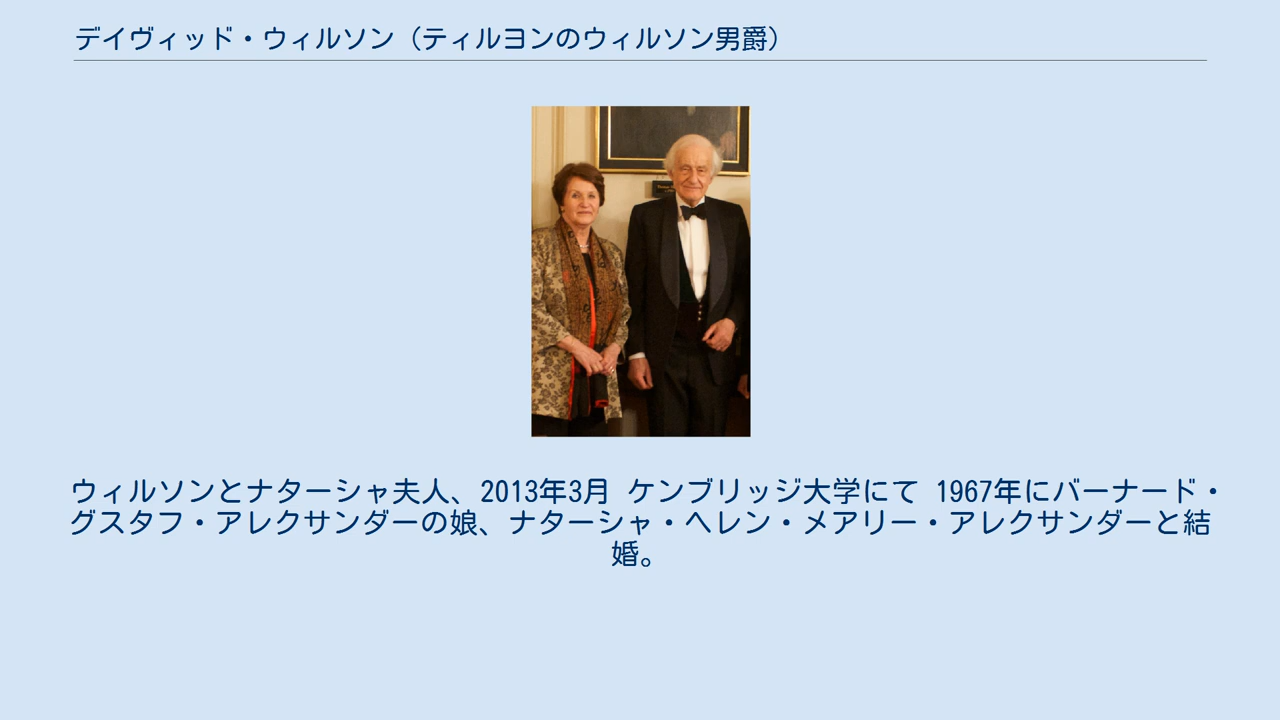 デイヴィッド・ウィルソン（ティルヨンのウィルソン男爵）
ウィルソンとナターシャ夫人、2013年3月 ケンブリッジ大学にて 1967年にバーナード・
グスタフ・アレクサンダーの娘、ナターシャ・ヘレン・メアリー・アレクサンダーと結
婚。